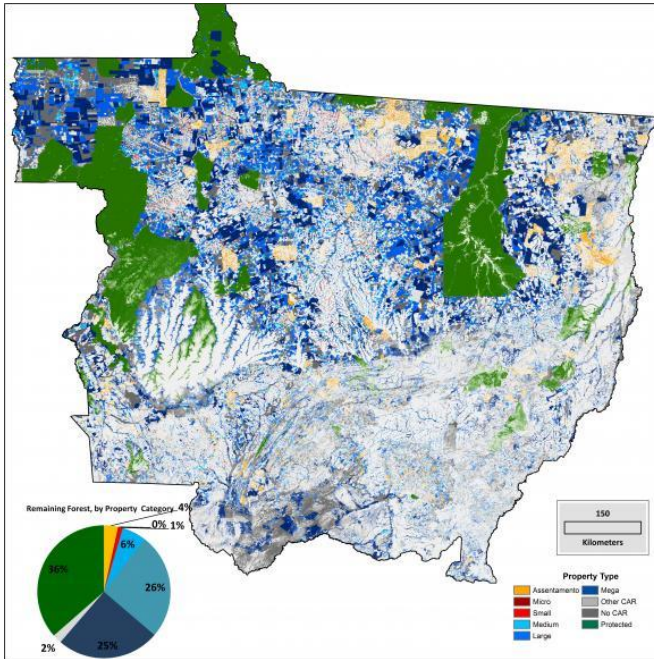 Remaining Forest, by Property Category
4%
0%
1%
6%
36%
26%
25%
2%
150
Kilometers
Property Type
Assentamento
Micro
Small
Medium
Large
Mega
Other CAR
No CAR
Protected